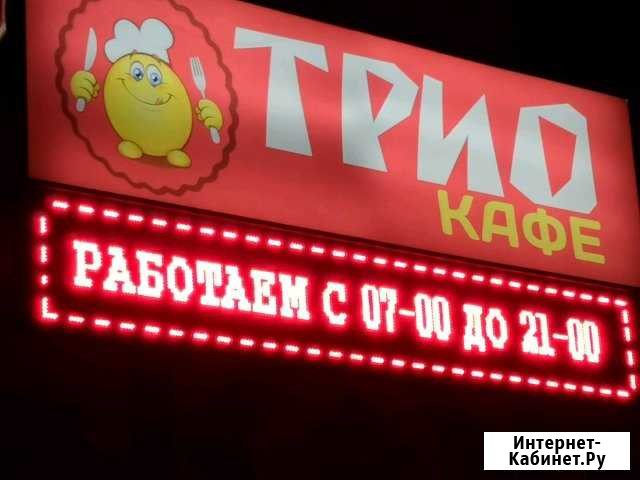 ТРИО
КАФЕ
РАБОТАЕМ С 07-00 ДО 21-00
Интернет-
Кабинет.Ру